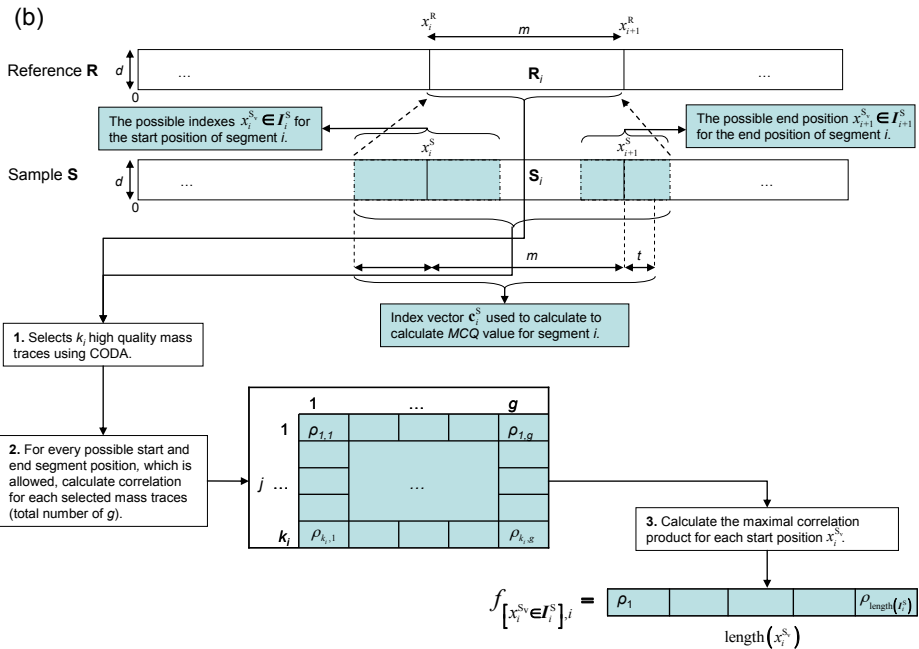 (b)
x_i^R
m
x_{i+1}^R
Reference R
d
...
R_i
...
0
The possible indexes x_i^{S_v} ∈ I_i^S for
the start position of segment i.
The possible end position x_{i+1}^{S_v} ∈ I_{i+1}^S
for the end position of segment i.
x_i^S
x_{i+1}^S
Sample S
d
...
S_i
...
0
m
t
Index vector c_i^S used to calculate to
calculate MCQ value for segment i.
1. Selects k_i high quality mass
traces using CODA.
1
...
g
1
ρ_{1,1}
ρ_{1,g}
2. For every possible start and
end segment position, which is
allowed, calculate correlation
for each selected mass traces
(total number of g).
j ...
...
k_i
ρ_{k_i,1}
ρ_{k_i,g}
3. Calculate the maximal correlation
product for each start position x_i^{S_v}.
f_{[x_i^{S_v} ∈ I_i^S], i} =
ρ_1
ρ_{length(I_i^S)}
length(x_i^{S_v})